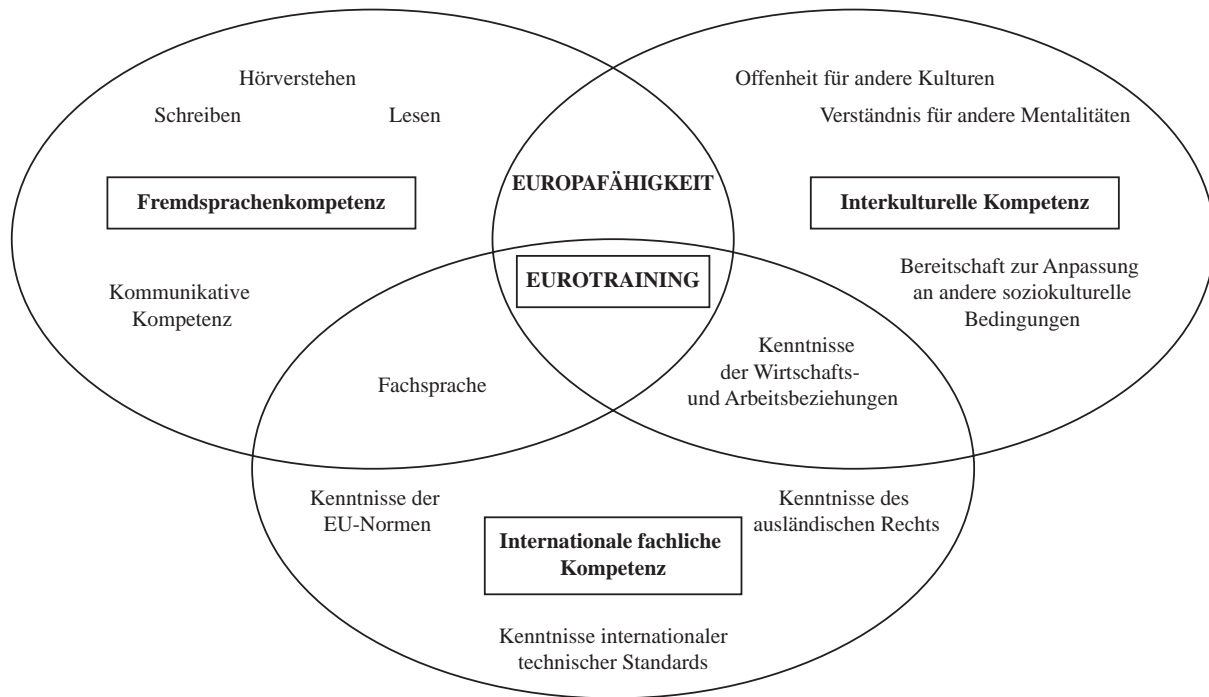 Hörverstehen
Schreiben
Lesen
Fremdsprachenkompetenz
Kommunikative
Kompetenz
EUROPAFÄHIGKEIT
EUROTRAINING
Offenheit für andere Kulturen
Verständnis für andere Mentalitäten
Interkulturelle Kompetenz
Bereitschaft zur Anpassung
an andere soziokulturelle
Bedingungen
Fachsprache
Kenntnisse
der Wirtschafts-
und Arbeitsbeziehungen
Kenntnisse der
EU-Normen
Internationale fachliche
Kompetenz
Kenntnisse des
ausländischen Rechts
Kenntnisse internationaler
technischer Standards